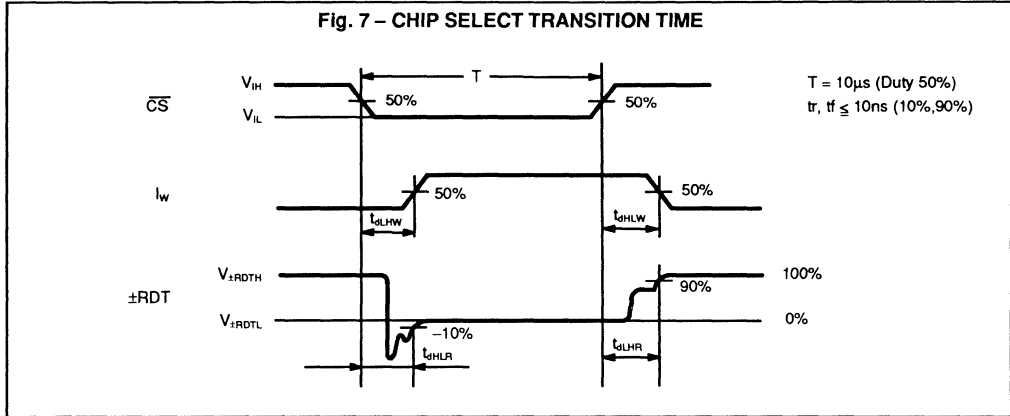 Fig. 7 – CHIP SELECT TRANSITION TIME
T
T = 10µs (Duty 50%)
tr, tf ≦ 10ns (10%,90%)
CS
VIH
VIL
50%
50%
IW
50%
50%
tdLHW
tdHLW
±RDT
V±RDTH
V±RDTL
100%
90%
0%
–10%
tdHLR
tdLHR